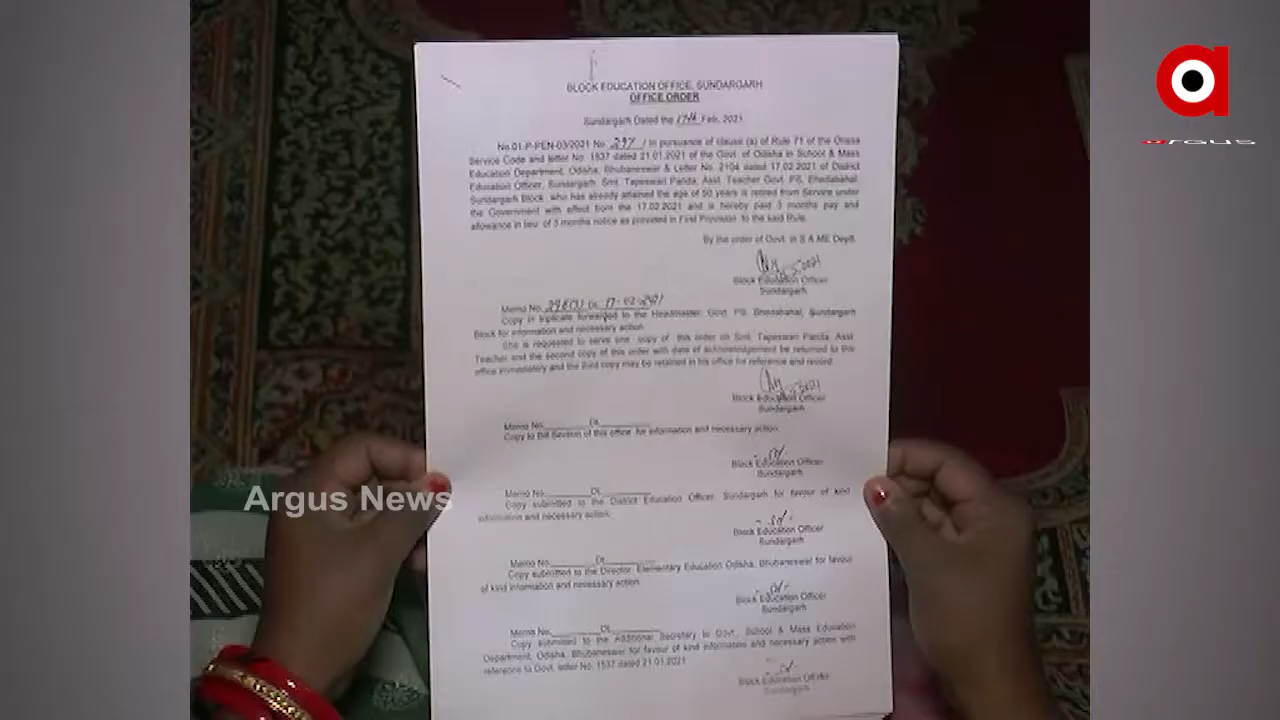 BLOCK EDUCATION OFFICE, SUNDARGARH
OFFICE ORDER
Sundargarh Dated the 17th Feb, 2021
No.01-P-PEN-03/2021 No. 297 / In pursuance of clause (a) of Rule 71 of the Orissa
Service Code and letter No. 1537 dated 21.01.2021 of the Govt. of Odisha in School & Mass
Education Department, Odisha, Bhubaneswar & Letter No. 2104 dated 17.02.2021 of District
Education Officer, Sundargarh. Smt. Tapeswari Panda, Asst. Teacher Govt. PS, Bhedabahal,
Sundargarh Block who has already attained the age of 50 years is retired from Service under
the Government with effect from the 17.02.2021 and is hereby paid 3 months pay and
allowance in lieu of 3 months notice as provided in First Provision to the said Rule.
By the order of Govt. in S & ME Deptt.
Block Education Officer
Sundargarh
Memo No. Dt. 17-02-2021
Copy in triplicate forwarded to the Headmaster, Govt. PS, Bhedabahal, Sundargarh
Block for information and necessary action.
She is requested to serve one copy of this order on Smt. Tapeswari Panda, Asst.
Teacher and the second copy of this order with date of acknowledgement be returned to this
office immediately and the third copy may be retained in his office for reference and record.
Block Education Officer
Sundargarh
Memo No.__________Dt.__________
Copy to Bill Section of this office for information and necessary action.
- Sd -
Block Education Officer
Sundargarh
Memo No.__________Dt.__________
Copy submitted to the District Education Officer, Sundargarh for favour of kind
information and necessary action.
- Sd -
Block Education Officer
Sundargarh
Memo No.__________Dt.__________
Copy submitted to the Director, Elementary Education Odisha, Bhubaneswar for favour
of kind information and necessary action.
- Sd -
Block Education Officer
Sundargarh
Memo No.__________Dt.__________
Copy submitted to the Additional Secretary to Govt., School & Mass Education
Department, Odisha, Bhubaneswar for favour of kind information and necessary action with
reference to Govt. letter No. 1537 dated 21.01.2021
- Sd -
Block Education Officer
Sundargarh
Argus News
argus